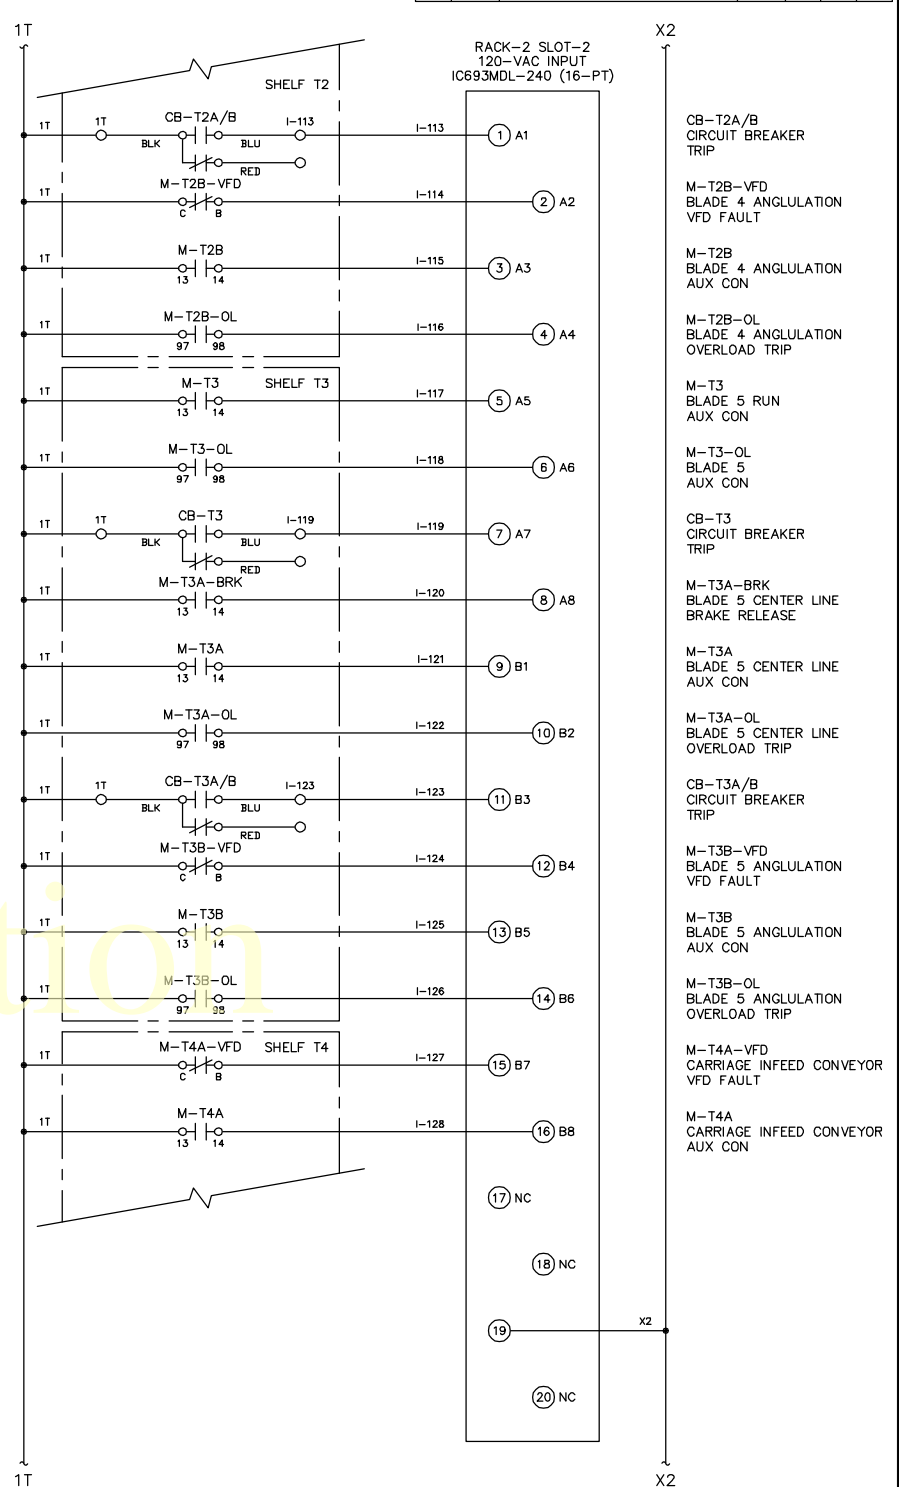 1T
X2
RACK-2 SLOT-2
120-VAC INPUT
IC693MDL-240 (16-PT)
SHELF T2
1T 1T CB-T2A/B I-113 I-113 1 A1
BLK BLU
RED
CB-T2A/B
CIRCUIT BREAKER
TRIP
M-T2B-VFD
1T C B I-114 2 A2
M-T2B-VFD
BLADE 4 ANGLULATION
VFD FAULT
M-T2B
1T 13 14 I-115 3 A3
M-T2B
BLADE 4 ANGLULATION
AUX CON
M-T2B-OL
1T 97 98 I-116 4 A4
M-T2B-OL
BLADE 4 ANGLULATION
OVERLOAD TRIP
SHELF T3
M-T3
1T 13 14 I-117 5 A5
M-T3
BLADE 5 RUN
AUX CON
M-T3-OL
1T 97 98 I-118 6 A6
M-T3-OL
BLADE 5
AUX CON
1T 1T CB-T3 I-119 I-119 7 A7
BLK BLU
RED
CB-T3
CIRCUIT BREAKER
TRIP
M-T3A-BRK
1T 13 14 I-120 8 A8
M-T3A-BRK
BLADE 5 CENTER LINE
BRAKE RELEASE
M-T3A
1T 13 14 I-121 9 B1
M-T3A
BLADE 5 CENTER LINE
AUX CON
M-T3A-OL
1T 97 98 I-122 10 B2
M-T3A-OL
BLADE 5 CENTER LINE
OVERLOAD TRIP
1T 1T CB-T3A/B I-123 I-123 11 B3
BLK BLU
RED
CB-T3A/B
CIRCUIT BREAKER
TRIP
M-T3B-VFD
1T C B I-124 12 B4
M-T3B-VFD
BLADE 5 ANGLULATION
VFD FAULT
M-T3B
1T 13 14 I-125 13 B5
M-T3B
BLADE 5 ANGLULATION
AUX CON
M-T3B-OL
1T 97 98 I-126 14 B6
M-T3B-OL
BLADE 5 ANGLULATION
OVERLOAD TRIP
SHELF T4
M-T4A-VFD
1T C B I-127 15 B7
M-T4A-VFD
CARRIAGE INFEED CONVEYOR
VFD FAULT
M-T4A
1T 13 14 I-128 16 B8
M-T4A
CARRIAGE INFEED CONVEYOR
AUX CON
17 NC
18 NC
19 X2
20 NC
1T
X2